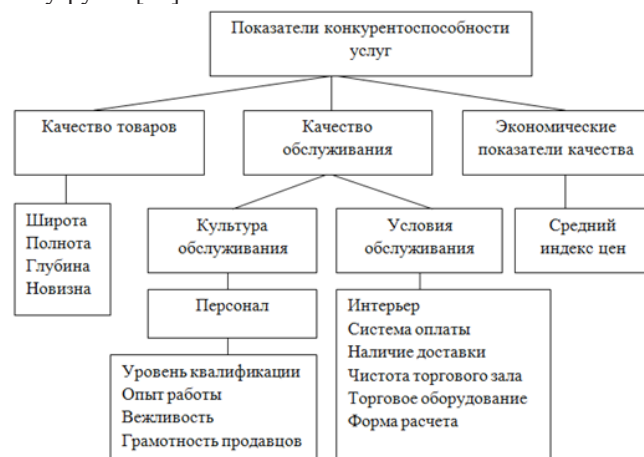 Показатели конкурентоспособности
услуг
Качество товаров
Качество
обслуживания
Экономические
показатели качества
Широта
Полнота
Глубина
Новизна
Культура
обслуживания
Условия
обслуживания
Средний
индекс цен
Персонал
Интерьер
Система оплаты
Наличие доставки
Чистота торгового зала
Торговое оборудование
Форма расчета
Уровень квалификации
Опыт работы
Вежливость
Грамотность продавцов